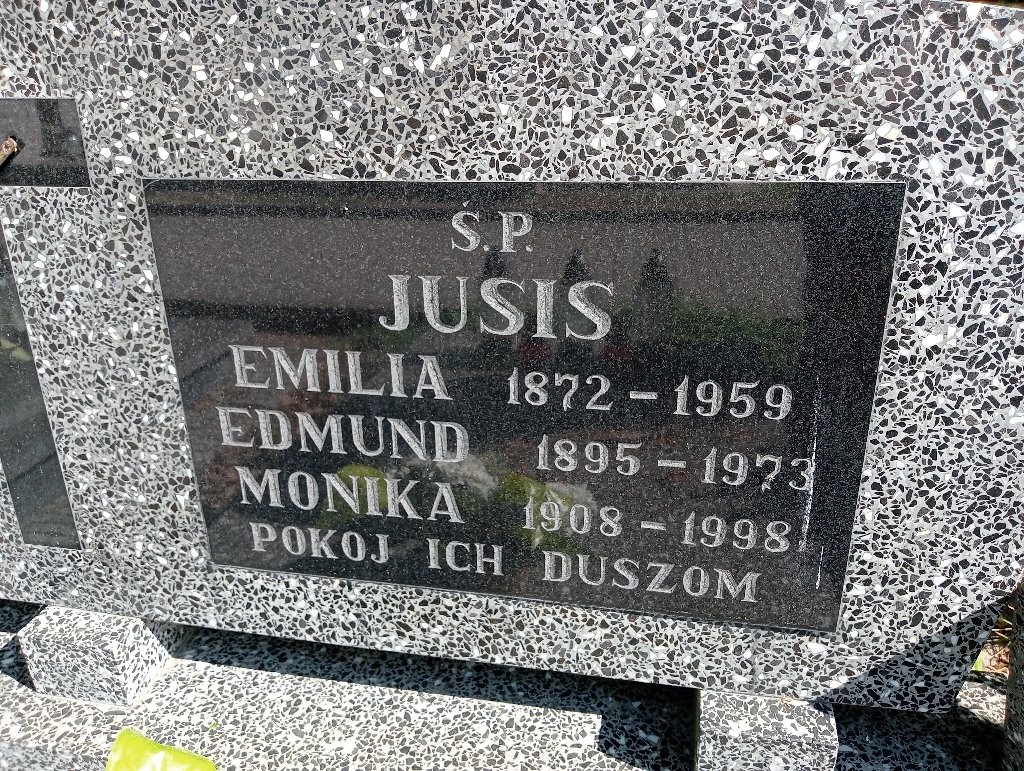 Ś.P.
JUSIS
EMILIA 1872 – 1959
EDMUND 1895 – 1973
MONIKA 1908 – 1998
POKOJ ICH DUSZOM